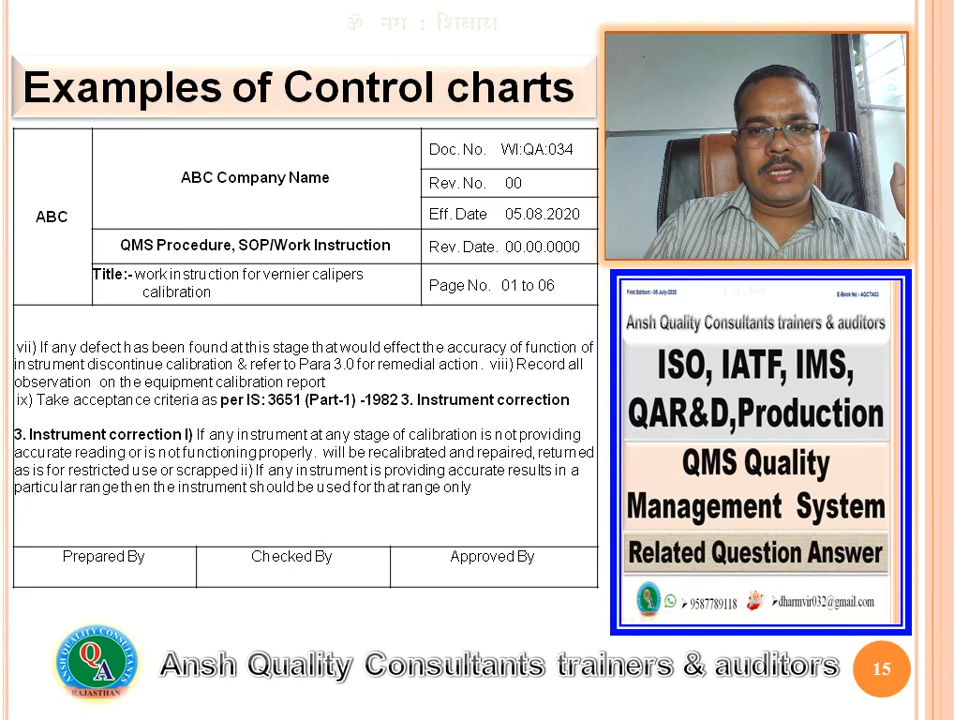 ॐ नम : शिवाय
Examples of Control charts
ABC
ABC Company Name
Doc. No. WI:QA:034
Rev. No. 00
Eff. Date 05.08.2020
QMS Procedure, SOP/Work Instruction
Rev. Date. 00.00.0000
Title:- work instruction for vernier calipers
calibration
Page No. 01 to 06
vii) If any defect has been found at this stage that would effect the accuracy of function of
instrument discontinue calibration & refer to Para 3.0 for remedial action . viii) Record all
observation on the equipment calibration report
ix) Take acceptance criteria as per IS: 3651 (Part-1) -1982 3. Instrument correction
3. Instrument correction I) If any instrument at any stage of calibration is not providing
accurate reading or is not functioning properly. will be recalibrated and repaired, returned
as is for restricted use or scrapped ii) If any instrument is providing accurate results in a
particular range then the instrument should be used for that range only
Prepared By
Checked By
Approved By
First Edition:- 05 July-2020
E-Book No:- AQCTA03
Ansh Quality Consultants trainers & auditors
ISO, IATF, IMS,
QAR&D,Production
QMS Quality
Management System
Related Question Answer
9587789118
dharmvir032@gmail.com
ANSH QUALITY CONSULTANTS
QA
RAJASTHAN
Ansh Quality Consultants trainers & auditors
15